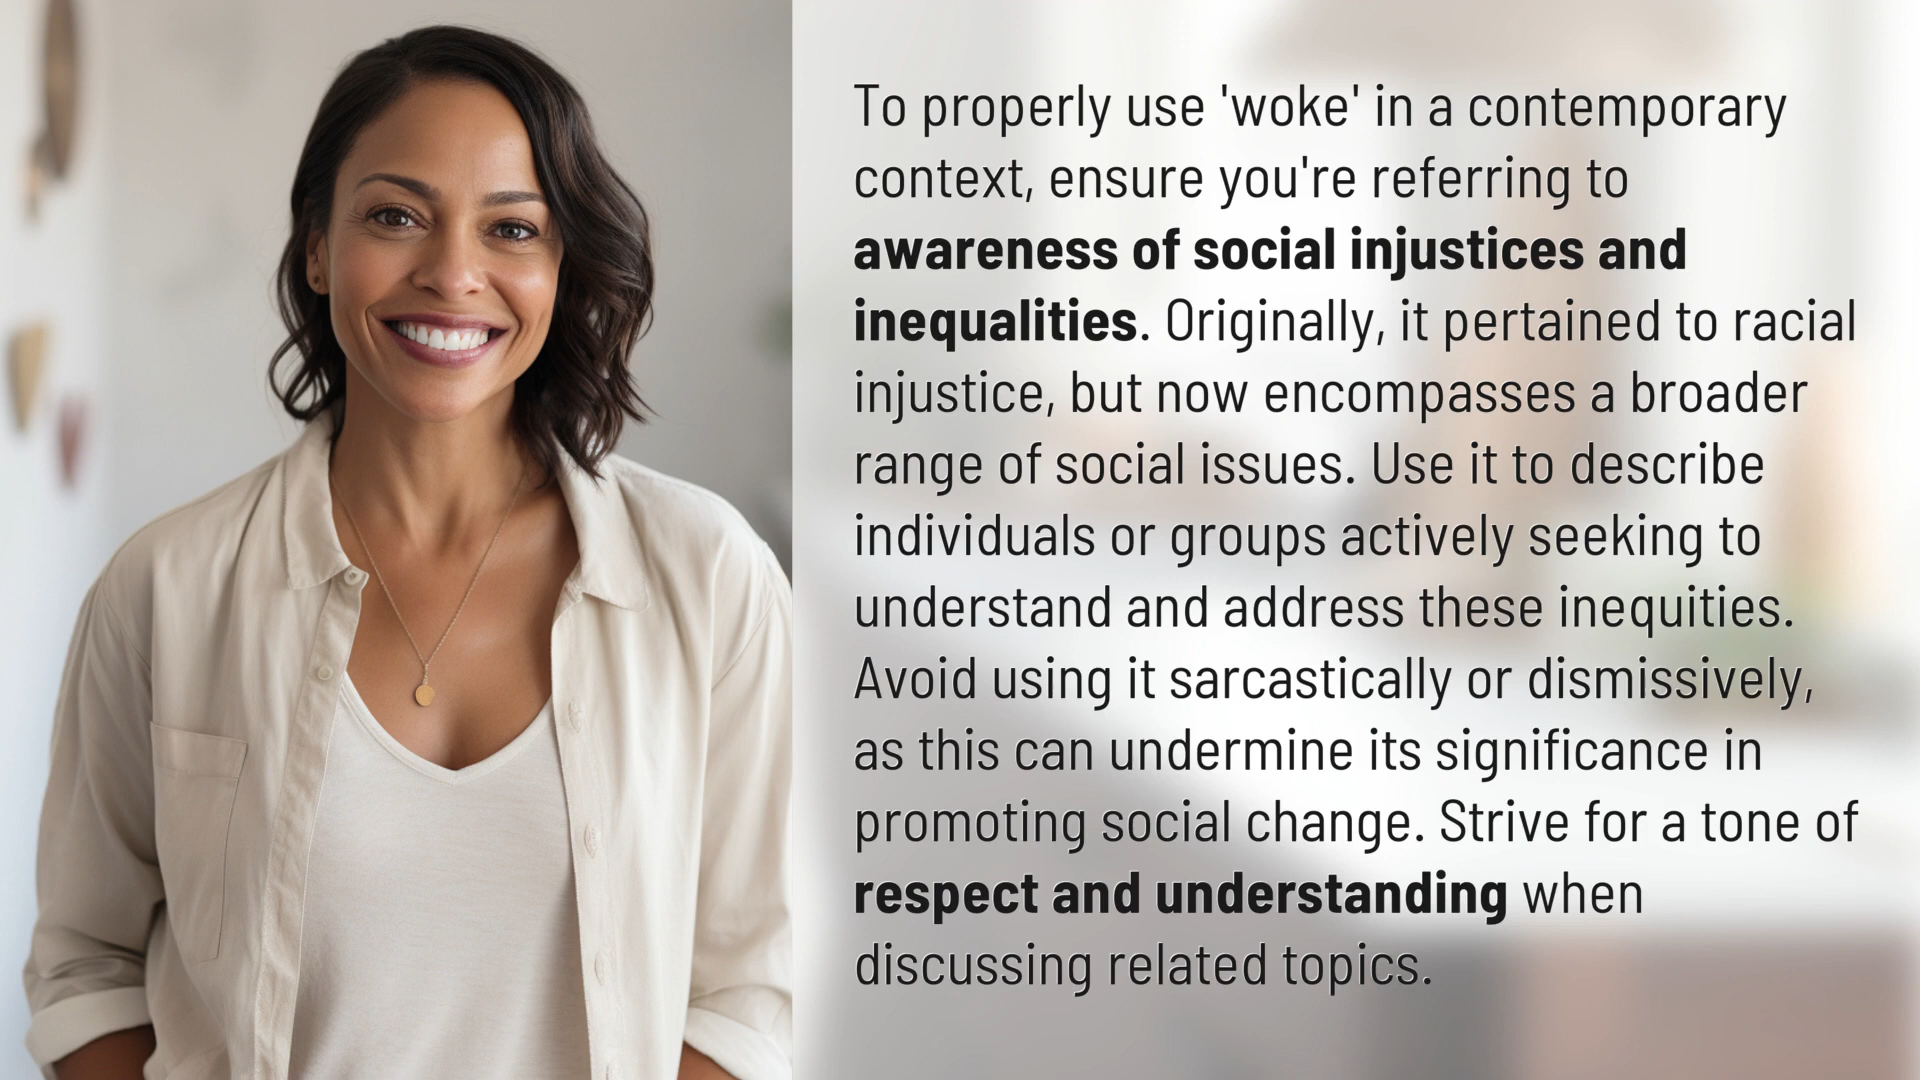 To properly use 'woke' in a contemporary
context, ensure you're referring to
awareness of social injustices and
inequalities. Originally, it pertained to racial
injustice, but now encompasses a broader
range of social issues. Use it to describe
individuals or groups actively seeking to
understand and address these inequities.
Avoid using it sarcastically or dismissively,
as this can undermine its significance in
promoting social change. Strive for a tone of
respect and understanding when
discussing related topics.